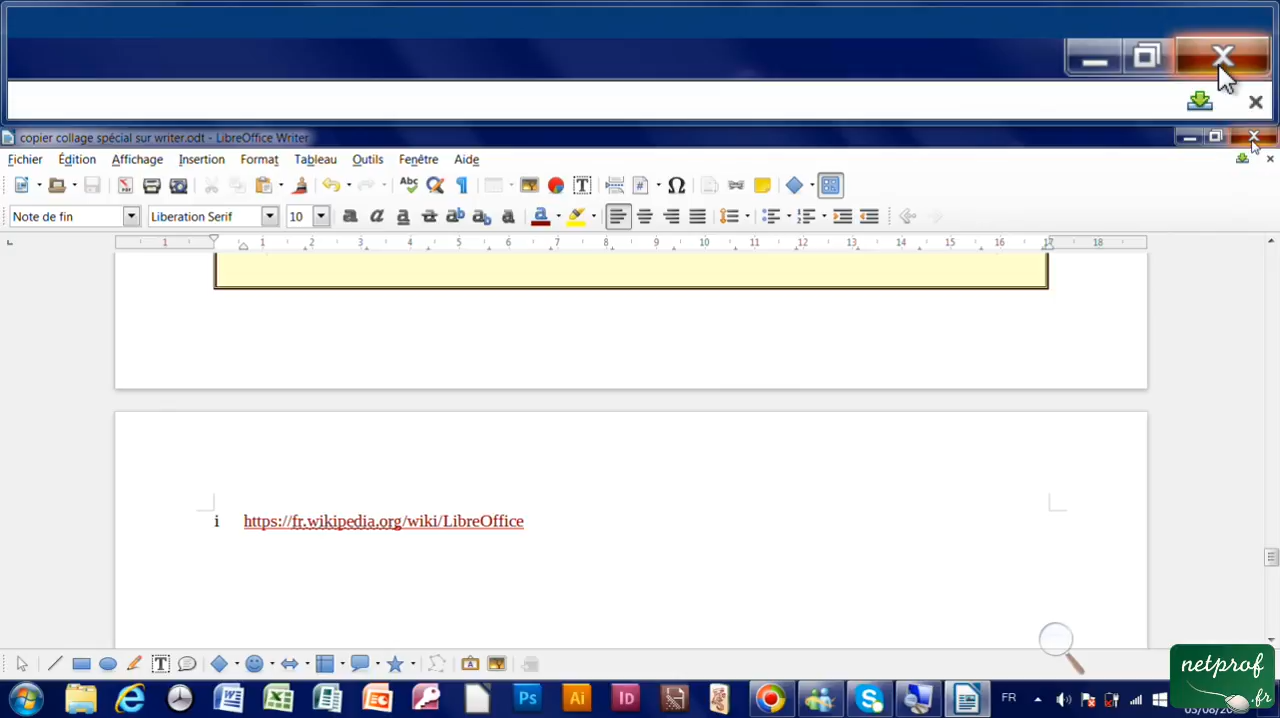 copier collage spécial sur writer.odt - LibreOffice Writer
Fichier Édition Affichage Insertion Format Tableau Outils Fenêtre Aide
Note de fin Liberation Serif 10
1 1 2 3 4 5 6 7 8 9 10 11 12 13 14 15 16 17 18
i https://fr.wikipedia.org/wiki/LibreOffice
netprof
.fr
FR